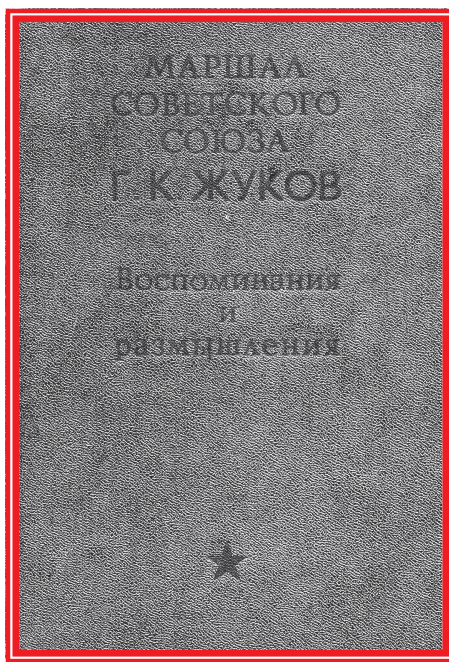 МАРШАЛ
СОВЕТСКОГО
СОЮЗА
Г К ЖУКОВ
Воспоминания
и
размышления